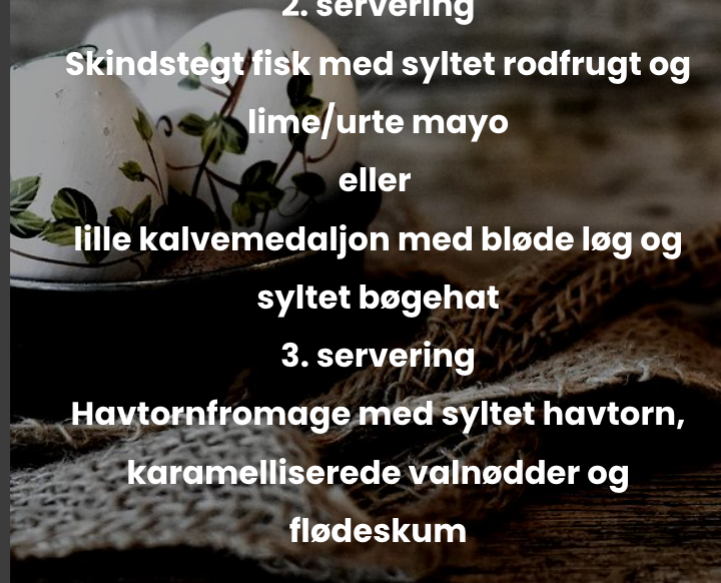 2. servering
Skindstegt fisk med syltet rodfrugt og
lime/urte mayo
eller
lille kalvemedaljon med bløde løg og
syltet bøgehat
3. servering
Havtornfromage med syltet havtorn,
karamelliserede valnødder og
flødeskum